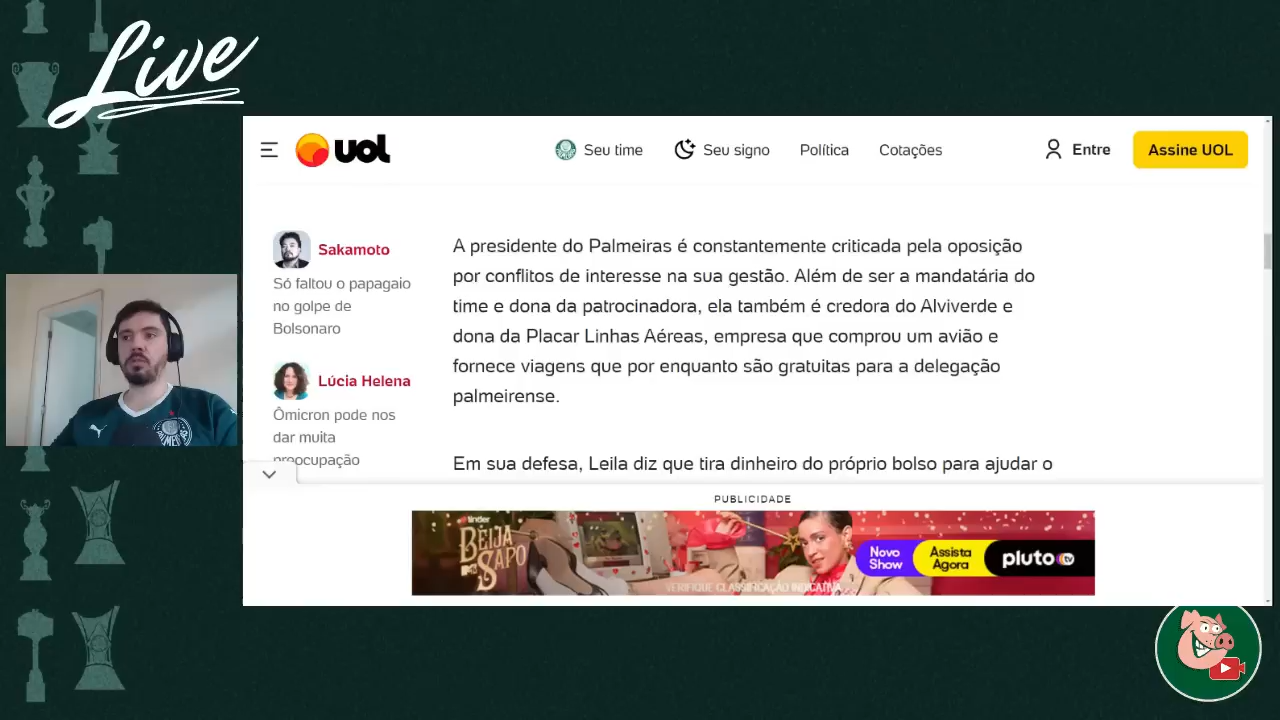 Live
uol
Seu time
Seu signo
Política
Cotações
Entre
Assine UOL
Sakamoto
Só faltou o papagaio
no golpe de
Bolsonaro
Lúcia Helena
Ômicron pode nos
dar muita
preocupação
A presidente do Palmeiras é constantemente criticada pela oposição
por conflitos de interesse na sua gestão. Além de ser a mandatária do
time e dona da patrocinadora, ela também é credora do Alviverde e
dona da Placar Linhas Aéreas, empresa que comprou um avião e
fornece viagens que por enquanto são gratuitas para a delegação
palmeirense.
Em sua defesa, Leila diz que tira dinheiro do próprio bolso para ajudar o
PUBLICIDADE
tinder
BEIJA
SAPO
VERIFIQUE CLASSIFICAÇÃO INDICATIVA
Novo
Show
Assista
Agora
pluto tv